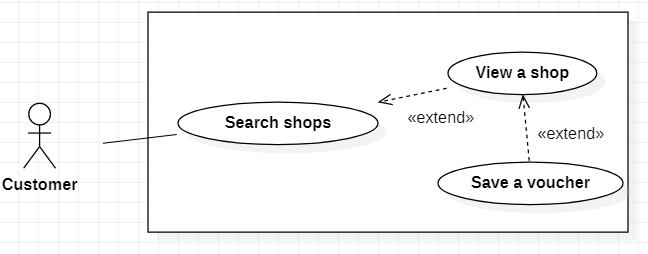 View a shop
Search shops
«extend»
«extend»
Customer
Save a voucher